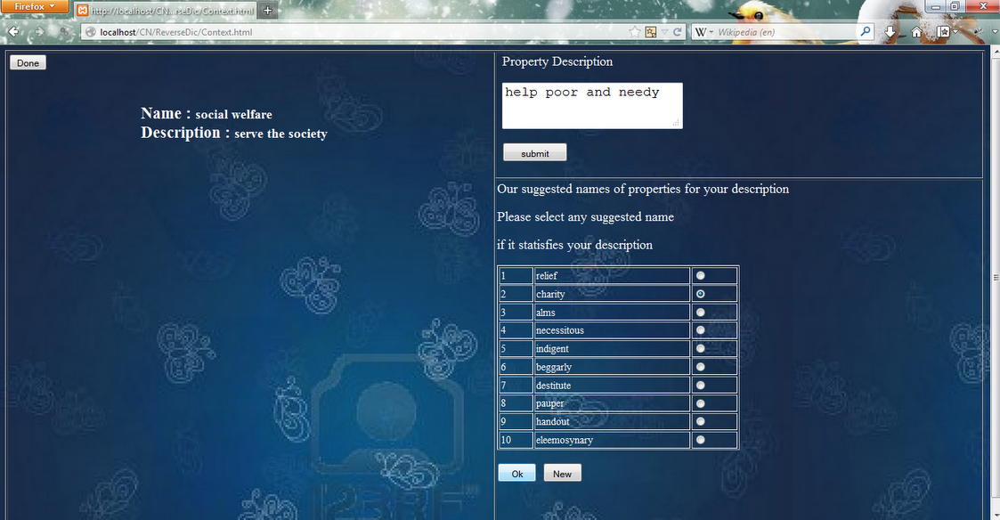 Firefox
http://localhost/CN...rseDic/Context.html
+
localhost/CN/ReverseDic/Context.html
W
Wikipedia (en)
Done
Name : social welfare
Description : serve the society
Property Description
help poor and needy
submit
Our suggested names of properties for your description
Please select any suggested name
if it statisfies your description
1 relief
2 charity
3 alms
4 necessitous
5 indigent
6 beggarly
7 destitute
8 pauper
9 handout
10 eleemosynary
Ok New
123RF